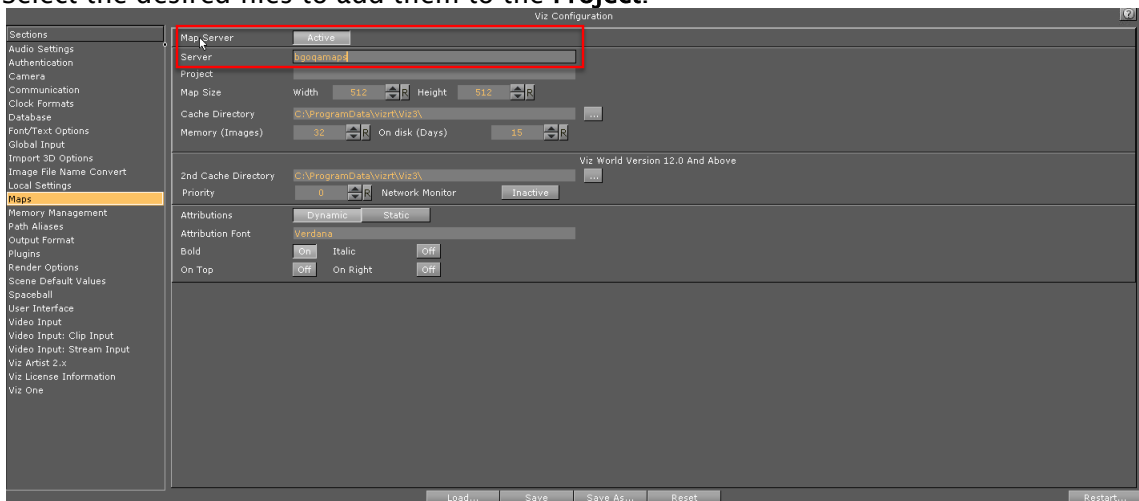 Select the desired files to add them to the Project.
Viz Configuration
Sections
Audio Settings
Authentication
Camera
Communication
Clock Formats
Database
Font/Text Options
Global Input
Import 3D Options
Image File Name Convert
Local Settings
Maps
Memory Management
Path Aliases
Output Format
Plugins
Render Options
Scene Default Values
Spaceball
User Interface
Video Input
Video Input: Clip Input
Video Input: Stream Input
Viz Artist 2.x
Viz License Information
Viz One
Map Server Active
Server bgoqamaps
Project
Map Size Width 512 R Height 512 R
Cache Directory C:\ProgramData\vizrt\Viz3\ ...
Memory (Images) 32 R On disk (Days) 15 R
Viz World Version 12.0 And Above
2nd Cache Directory C:\ProgramData\vizrt\Viz3\ ...
Priority 0 R Network Monitor Inactive
Attributions Dynamic Static
Attribution Font Verdana
Bold On Italic Off
On Top Off On Right Off
Load... Save Save As... Reset Restart...